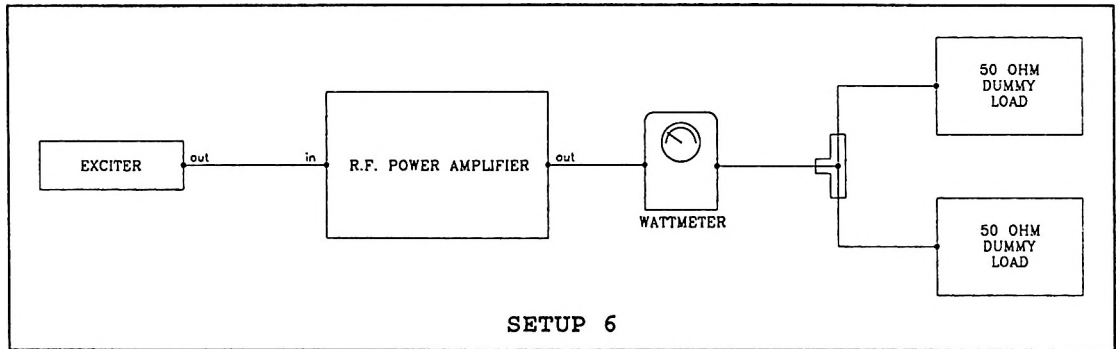 50 OHM
DUMMY
LOAD
EXCITER
out
in
R.F. POWER AMPLIFIER
out
WATTMETER
50 OHM
DUMMY
LOAD
SETUP 6